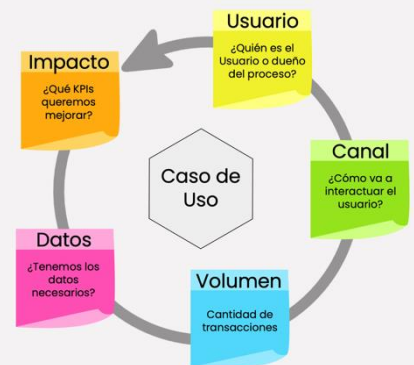 Usuario
¿Quién es el
Usuario o dueño
del proceso?
Canal
¿Cómo va a
interactuar el
usuario?
Volumen
Cantidad de
transacciones
Datos
¿Tenemos los
datos
necesarios?
Impacto
¿Qué KPIs
queremos
mejorar?
Caso de
Uso